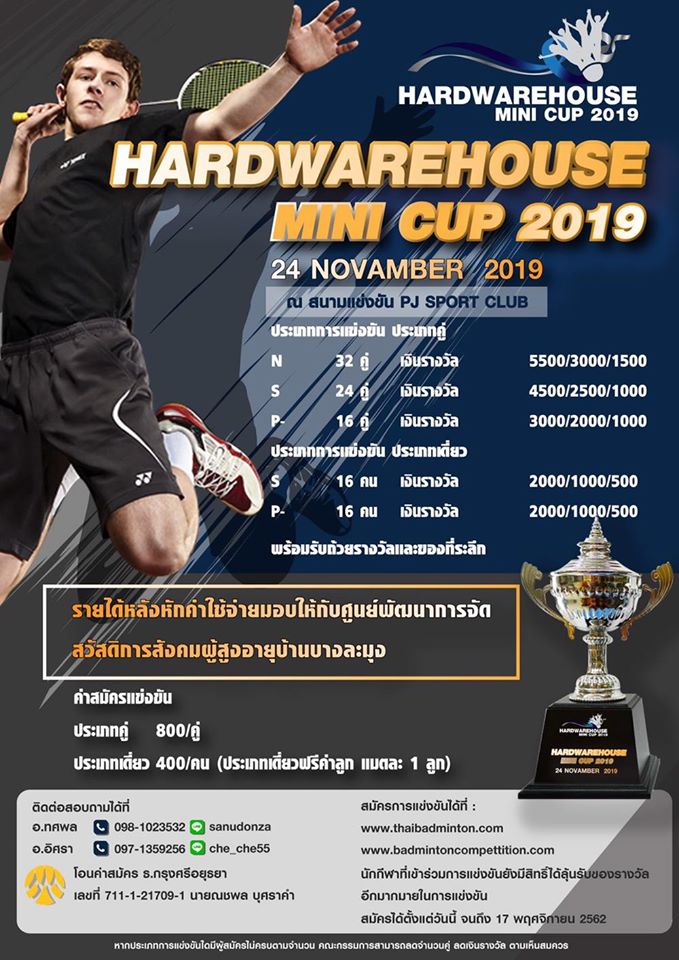 HARDWAREHOUSE
MINI CUP 2019
HARDWAREHOUSE
MINI CUP 2019
24 NOVAMBER 2019
ณ สนามแข่งขัน PJ SPORT CLUB
ประเภทการแข่งขัน ประเภทคู่
N 32 คู่ เงินรางวัล 5500/3000/1500
S 24 คู่ เงินรางวัล 4500/2500/1000
P- 16 คู่ เงินรางวัล 3000/2000/1000
ประเภทการแข่งขัน ประเภทเดี่ยว
S 16 คน เงินรางวัล 2000/1000/500
P- 16 คน เงินรางวัล 2000/1000/500
พร้อมรับถ้วยรางวัลและของที่ระลึก
รายได้หลังหักค่าใช้จ่ายมอบให้กับศูนย์พัฒนาการจัด
สวัสดิการสังคมผู้สูงอายุบ้านบางละมุง
ค่าสมัครแข่งขัน
ประเภทคู่ 800/คู่
ประเภทเดี่ยว 400/คน (ประเภทเดี่ยวฟรีค่าลูก แมตละ 1 ลูก)
HARDWAREHOUSE
MINI CUP 2019
HARDWAREHOUSE
MINI CUP 2019
24 NOVAMBER 2019
ติดต่อสอบถามได้ที่
อ.ทศพล 098-1023532 sanudonza
อ.อิศรา 097-1359256 che_che55
โอนค่าสมัคร ธ.กรุงศรีอยุธยา
เลขที่ 711-1-21709-1 นายณชพล บุศราคำ
สมัครการแข่งขันได้ที่ :
www.thaibadminton.com
www.badmintoncompettition.com
นักกีฬาที่เข้าร่วมการแข่งขันยังมีสิทธิ์ได้ลุ้นรับของรางวัล
อีกมากมายในการแข่งขัน
สมัครได้ตั้งแต่วันนี้ จนถึง 17 พฤศจิกายน 2562
หากประเภทการแข่งขันใดมีผู้สมัครไม่ครบตามจำนวน คณะกรรมการสามารถลดจำนวนคู่ ลดเงินรางวัล ตามเห็นสมควร
YONEX
YONEX